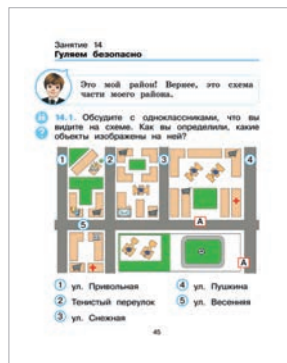 Занятие 14
Гуляем безопасно
Это мой район! Вернее, это схема
части моего района.
14.1. Обсудите с одноклассниками, что вы
видите на схеме. Как вы определили, какие
объекты изображены на ней?
1 2 3 4
A
5
A
1 ул. Привольная
2 Тенистый переулок
3 ул. Снежная
4 ул. Пушкина
5 ул. Весенняя
45